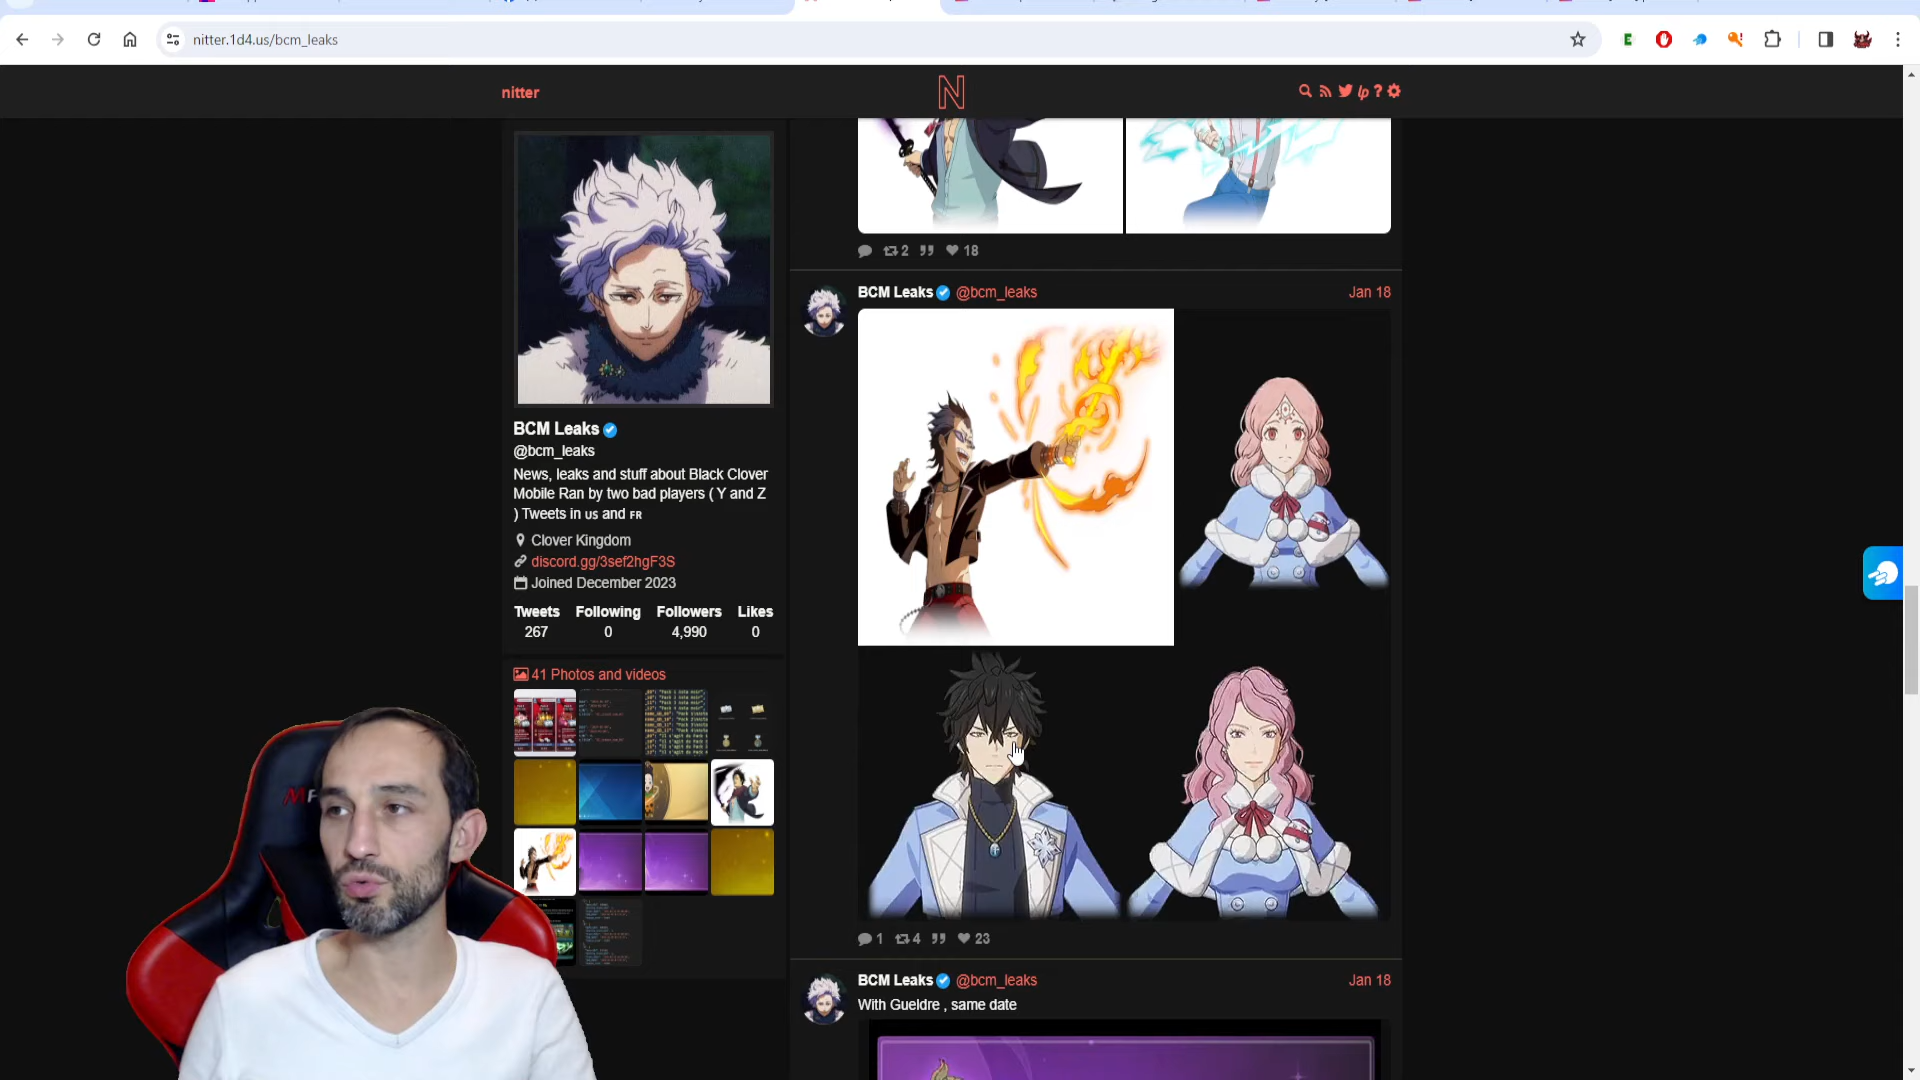 nitter.1d4.us/bcm_leaks
nitter
N
lp ?
BCM Leaks
@bcm_leaks
News, leaks and stuff about Black Clover
Mobile Ran by two bad players ( Y and Z
) Tweets in US and FR
Clover Kingdom
discord.gg/3sef2hgF3S
Joined December 2023
Tweets Following Followers Likes
267 0 4,990 0
41 Photos and videos
2 18
BCM Leaks @bcm_leaks Jan 18
1 4 23
BCM Leaks @bcm_leaks Jan 18
With Gueldre , same date